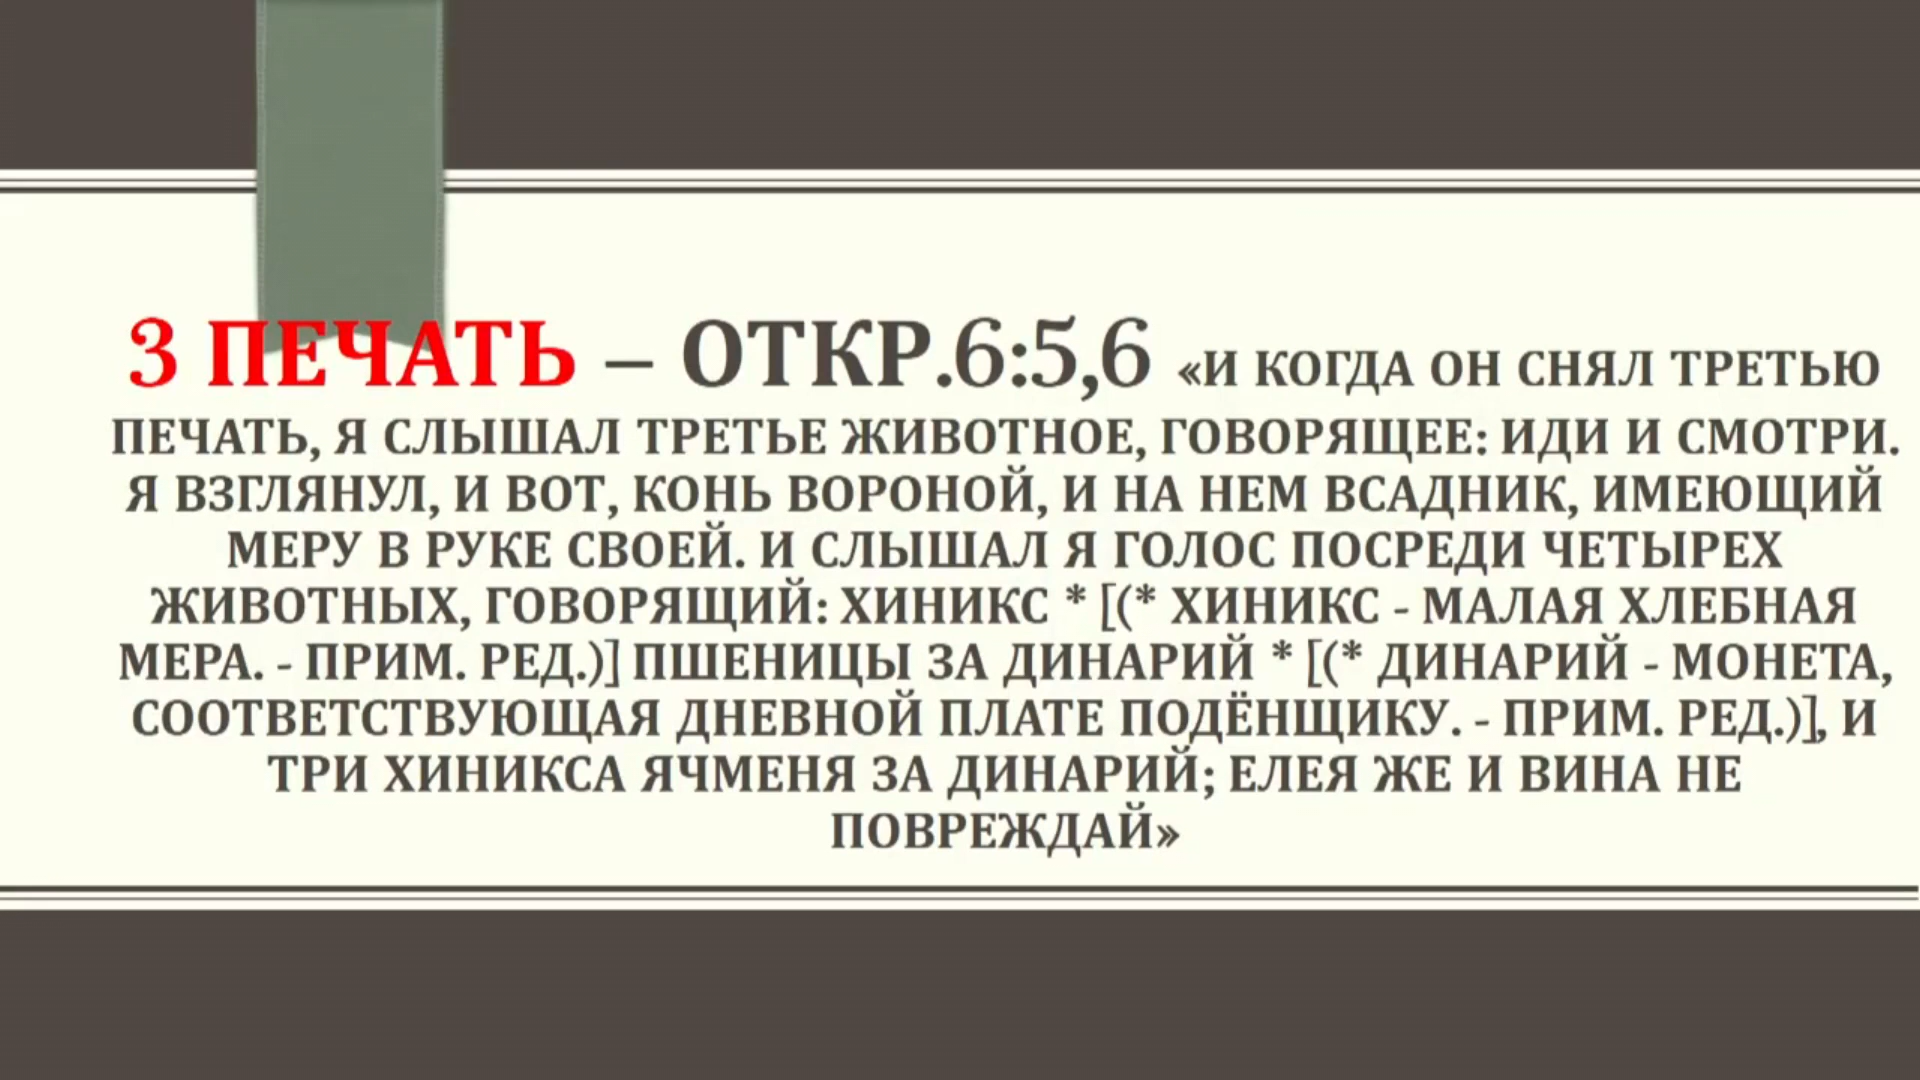 3 ПЕЧАТЬ – ОТКР.6:5,6 «И КОГДА ОН СНЯЛ ТРЕТЬЮ
ПЕЧАТЬ, Я СЛЫШАЛ ТРЕТЬЕ ЖИВОТНОЕ, ГОВОРЯЩЕЕ: ИДИ И СМОТРИ.
Я ВЗГЛЯНУЛ, И ВОТ, КОНЬ ВОРОНОЙ, И НА НЕМ ВСАДНИК, ИМЕЮЩИЙ
МЕРУ В РУКЕ СВОЕЙ. И СЛЫШАЛ Я ГОЛОС ПОСРЕДИ ЧЕТЫРЕХ
ЖИВОТНЫХ, ГОВОРЯЩИЙ: ХИНИКС * [(* ХИНИКС - МАЛАЯ ХЛЕБНАЯ
МЕРА. - ПРИМ. РЕД.)] ПШЕНИЦЫ ЗА ДИНАРИЙ * [(* ДИНАРИЙ - МОНЕТА,
СООТВЕТСТВУЮЩАЯ ДНЕВНОЙ ПЛАТЕ ПОДЁНЩИКУ. - ПРИМ. РЕД.)], И
ТРИ ХИНИКСА ЯЧМЕНЯ ЗА ДИНАРИЙ; ЕЛЕЯ ЖЕ И ВИНА НЕ
ПОВРЕЖДАЙ»